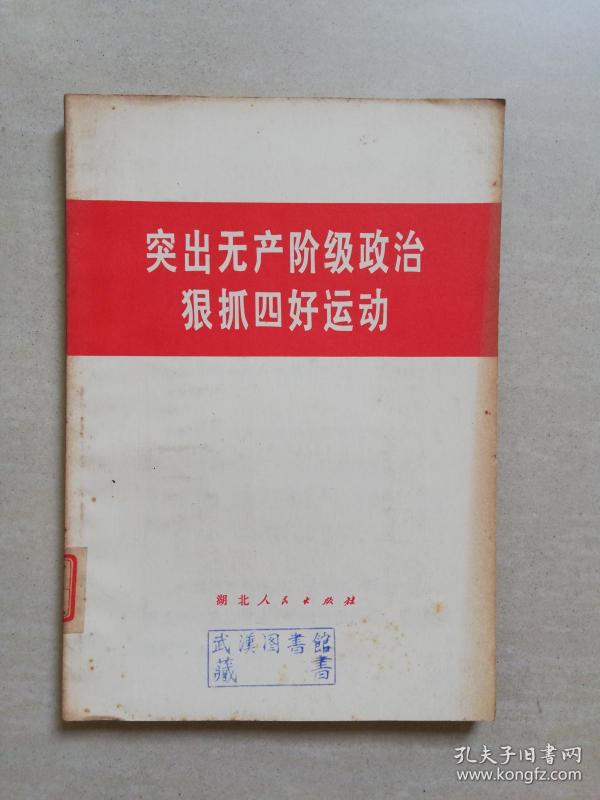 突出无产阶级政治
狠抓四好运动
湖北人民出版社
武漢图書館
藏書
孔夫子旧书网
www.kongfz.com